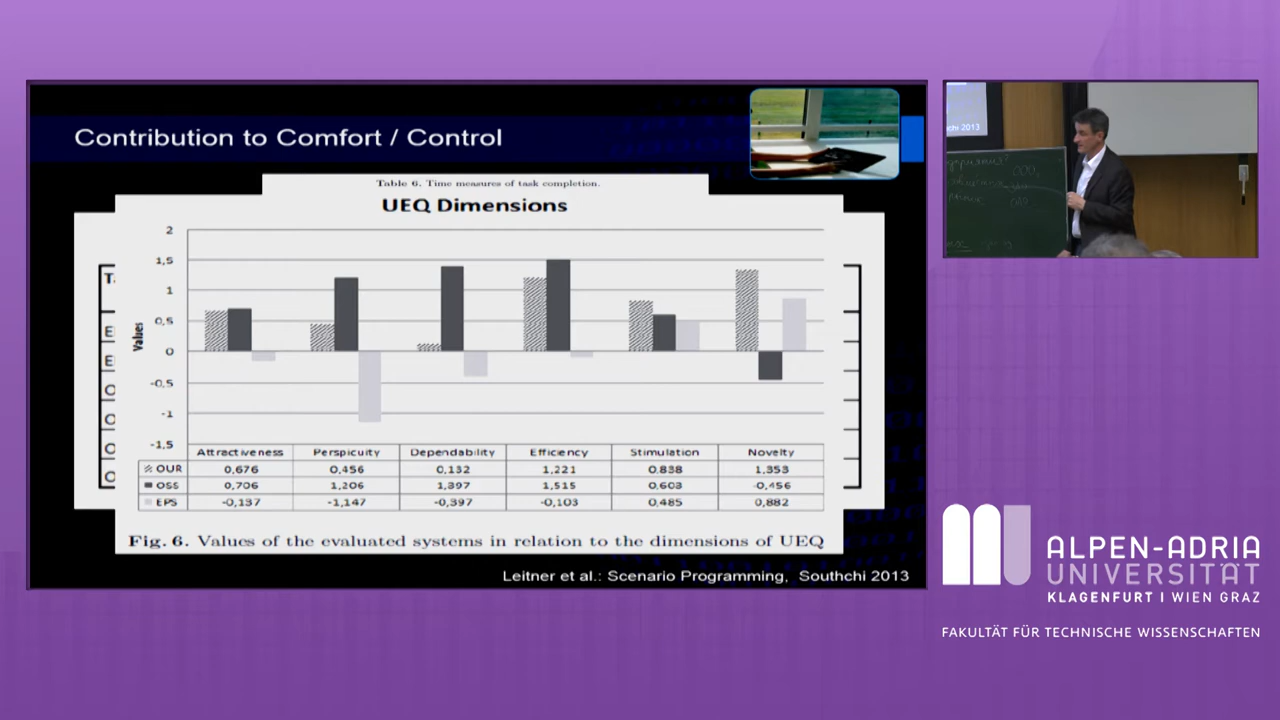 Contribution to Comfort / Control
Table 6. Time measures of task completion.
UEQ Dimensions
2
1,5
1
0,5
0
-0,5
-1
-1,5
Values
Attractiveness Perspicuity Dependability Efficiency Stimulation Novelty
OUR 0,676 0,456 0,132 1,221 0,838 1,353
OSS 0,706 1,206 1,397 1,515 0,603 -0,456
EPS -0,137 -1,147 -0,397 -0,103 0,485 0,882
Fig. 6. Values of the evaluated systems in relation to the dimensions of UEQ
Leitner et al.: Scenario Programming, Southchi 2013
chi 2013
ALPEN-ADRIA
UNIVERSITÄT
KLAGENFURT I WIEN GRAZ
FAKULTÄT FÜR TECHNISCHE WISSENSCHAFTEN